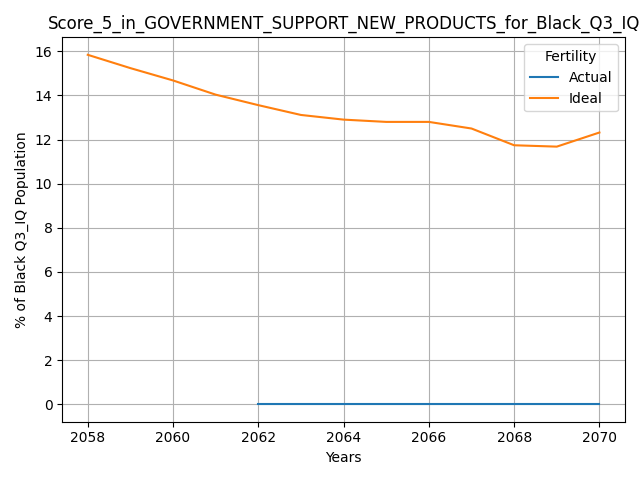 Score_5_in_GOVERNMENT_SUPPORT_NEW_PRODUCTS_for_Black_Q3_IQ
Fertility
Actual
Ideal
% of Black Q3_IQ Population
16
14
12
10
8
6
4
2
0
2058 2060 2062 2064 2066 2068 2070
Years